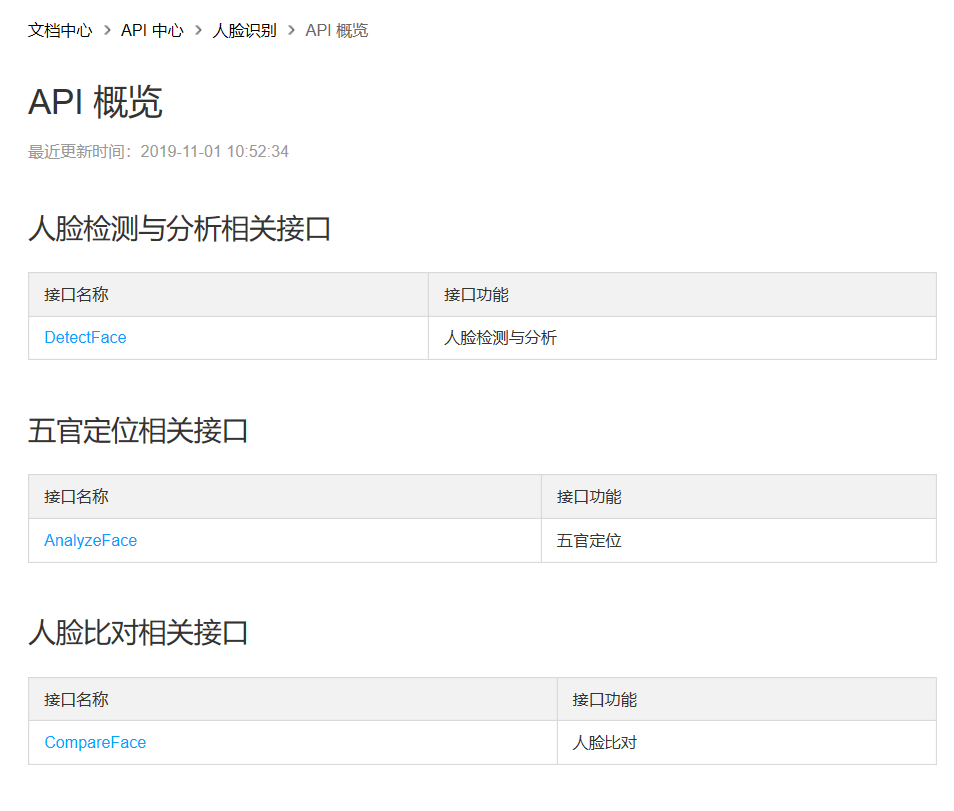 文档中心 > API 中心 > 人脸识别 > API 概览
API 概览
最近更新时间：2019-11-01 10:52:34
人脸检测与分析相关接口
接口名称 接口功能
DetectFace 人脸检测与分析
五官定位相关接口
接口名称 接口功能
AnalyzeFace 五官定位
人脸比对相关接口
接口名称 接口功能
CompareFace 人脸比对